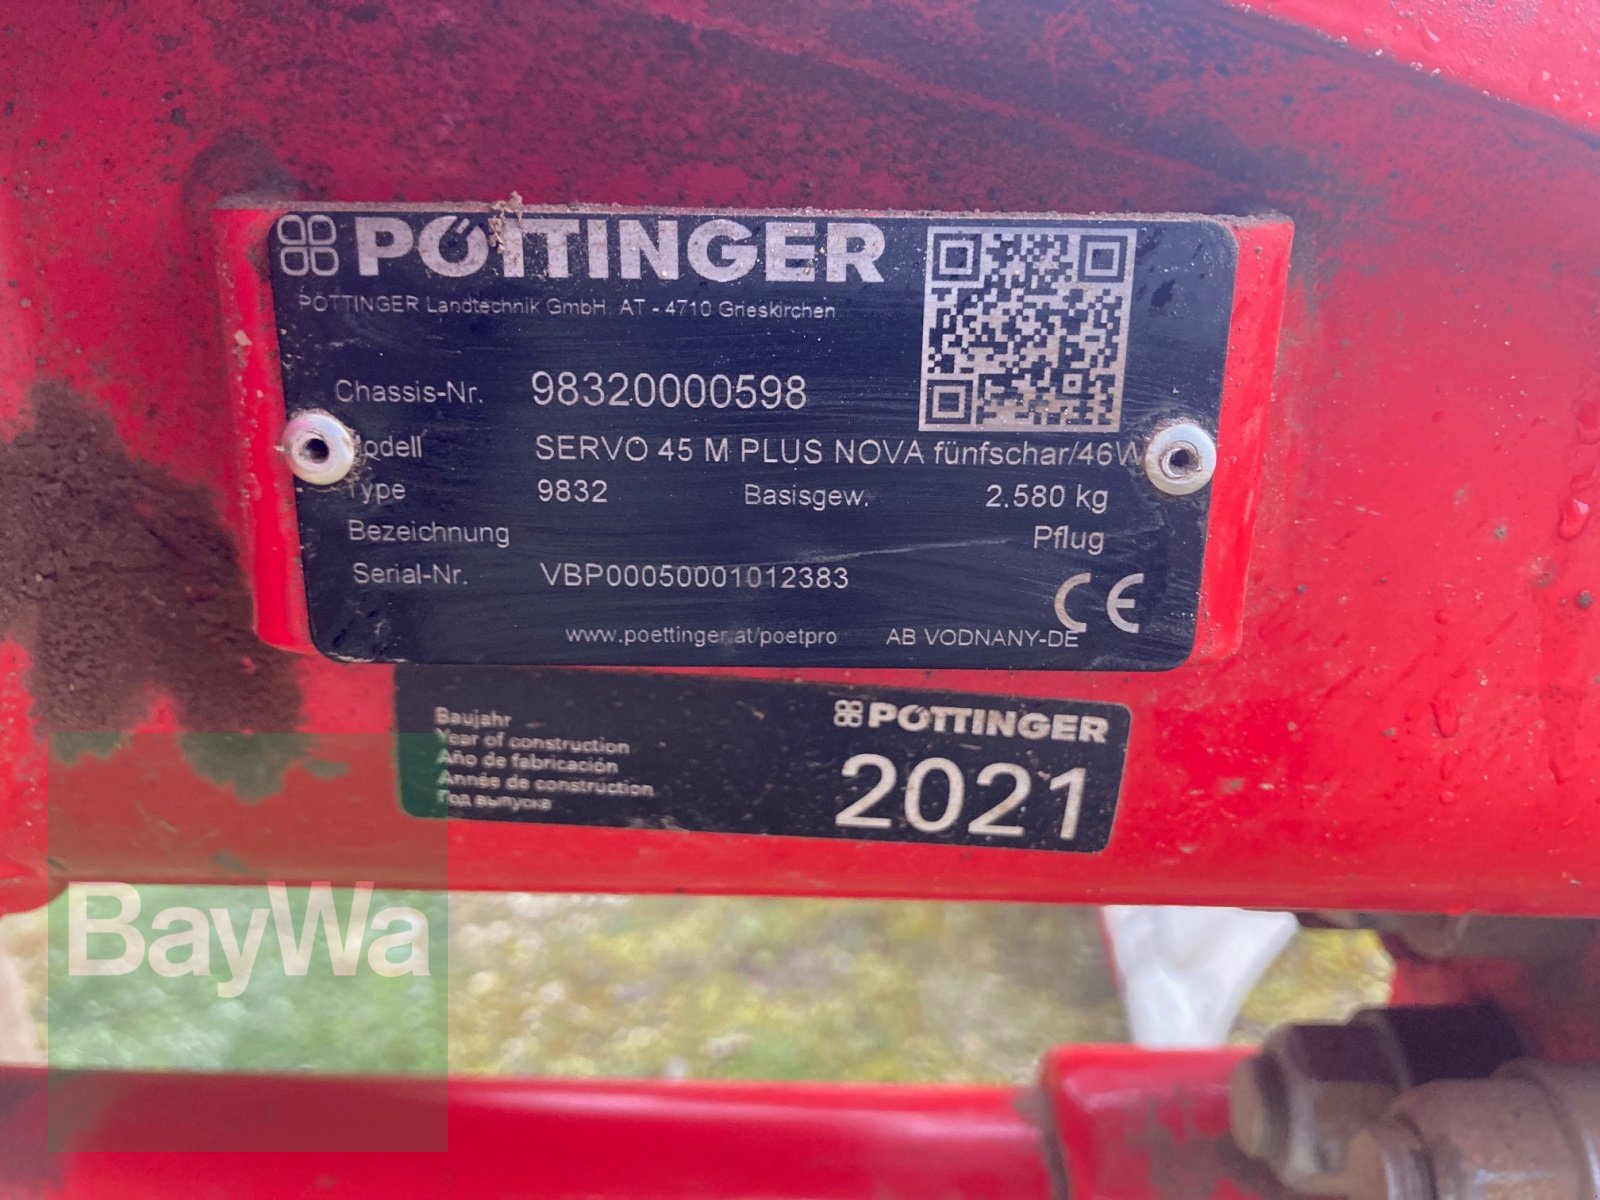 PÖTTINGER
PÖTTINGER Landtechnik GmbH. AT - 4710 Grieskirchen
Chassis-Nr. 98320000598
Modell SERVO 45 M PLUS NOVA fünfschar/46W
Type 9832 Basisgew. 2.580 kg
Bezeichnung Pflug
Serial-Nr. VBP00050001012383
CE
www.poettinger.at/poetpro AB VODNANY-DE
Baujahr
Year of construction
Año de fabricación
Année de construction
Год выпуска
PÖTTINGER
2021
BayWa